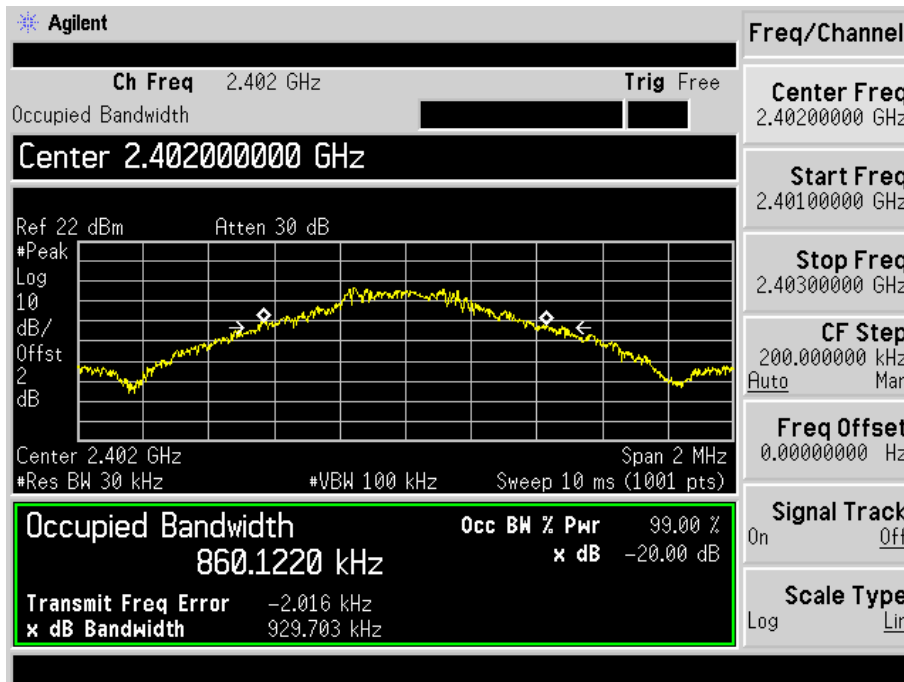 Agilent
Ch Freq 2.402 GHz Trig Free
Occupied Bandwidth
Center 2.402000000 GHz
Ref 22 dBm Atten 30 dB
#Peak
Log
10
dB/
Offst
2
dB
Center 2.402 GHz Span 2 MHz
#Res BW 30 kHz #VBW 100 kHz Sweep 10 ms (1001 pts)
Occupied Bandwidth
860.1220 kHz
Occ BW % Pwr 99.00 %
x dB -20.00 dB
Transmit Freq Error -2.016 kHz
x dB Bandwidth 929.703 kHz
Freq/Channel
Center Freq
2.40200000 GHz
Start Freq
2.40100000 GHz
Stop Freq
2.40300000 GHz
CF Step
200.000000 kHz
Auto Man
Freq Offset
0.00000000 Hz
Signal Track
On Off
Scale Type
Log Lin